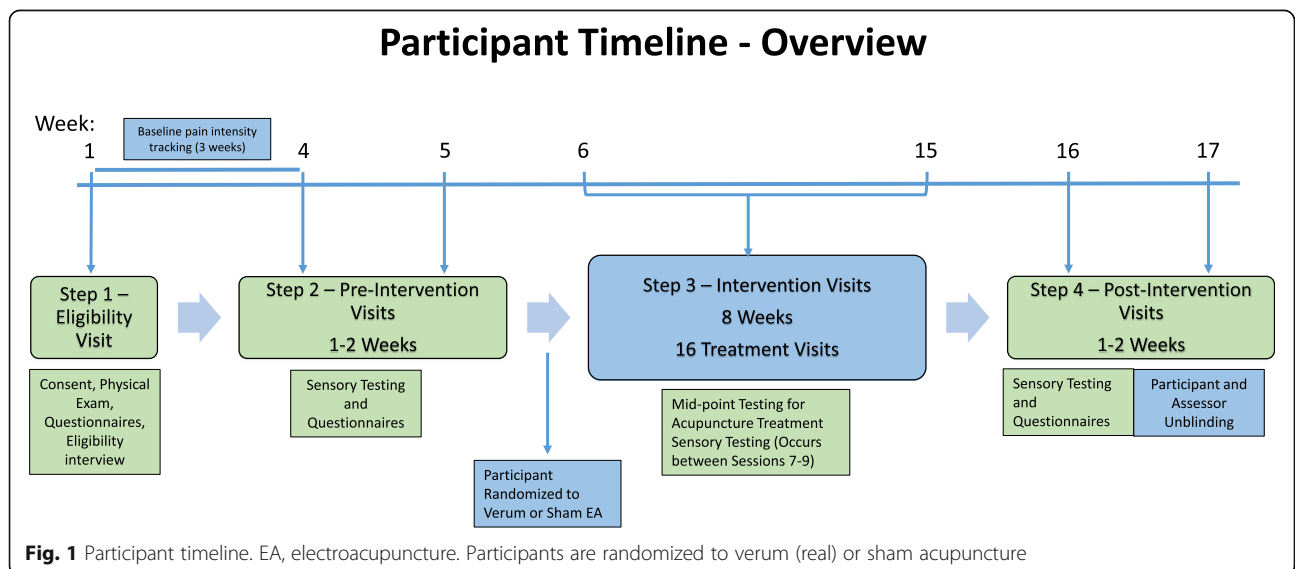 Participant Timeline - Overview
Week:
Baseline pain intensity
tracking (3 weeks)
1
4
5
6
15
16
17
Step 1 –
Eligibility
Visit
Step 2 – Pre-Intervention
Visits
1-2 Weeks
Step 3 – Intervention Visits
8 Weeks
16 Treatment Visits
Step 4 – Post-Intervention
Visits
1-2 Weeks
Consent, Physical
Exam,
Questionnaires,
Eligibility
interview
Sensory Testing
and
Questionnaires
Participant
Randomized to
Verum or Sham EA
Mid-point Testing for
Acupuncture Treatment
Sensory Testing (Occurs
between Sessions 7-9)
Sensory Testing
and
Questionnaires
Participant and
Assessor
Unblinding
Fig. 1 Participant timeline. EA, electroacupuncture. Participants are randomized to verum (real) or sham acupuncture